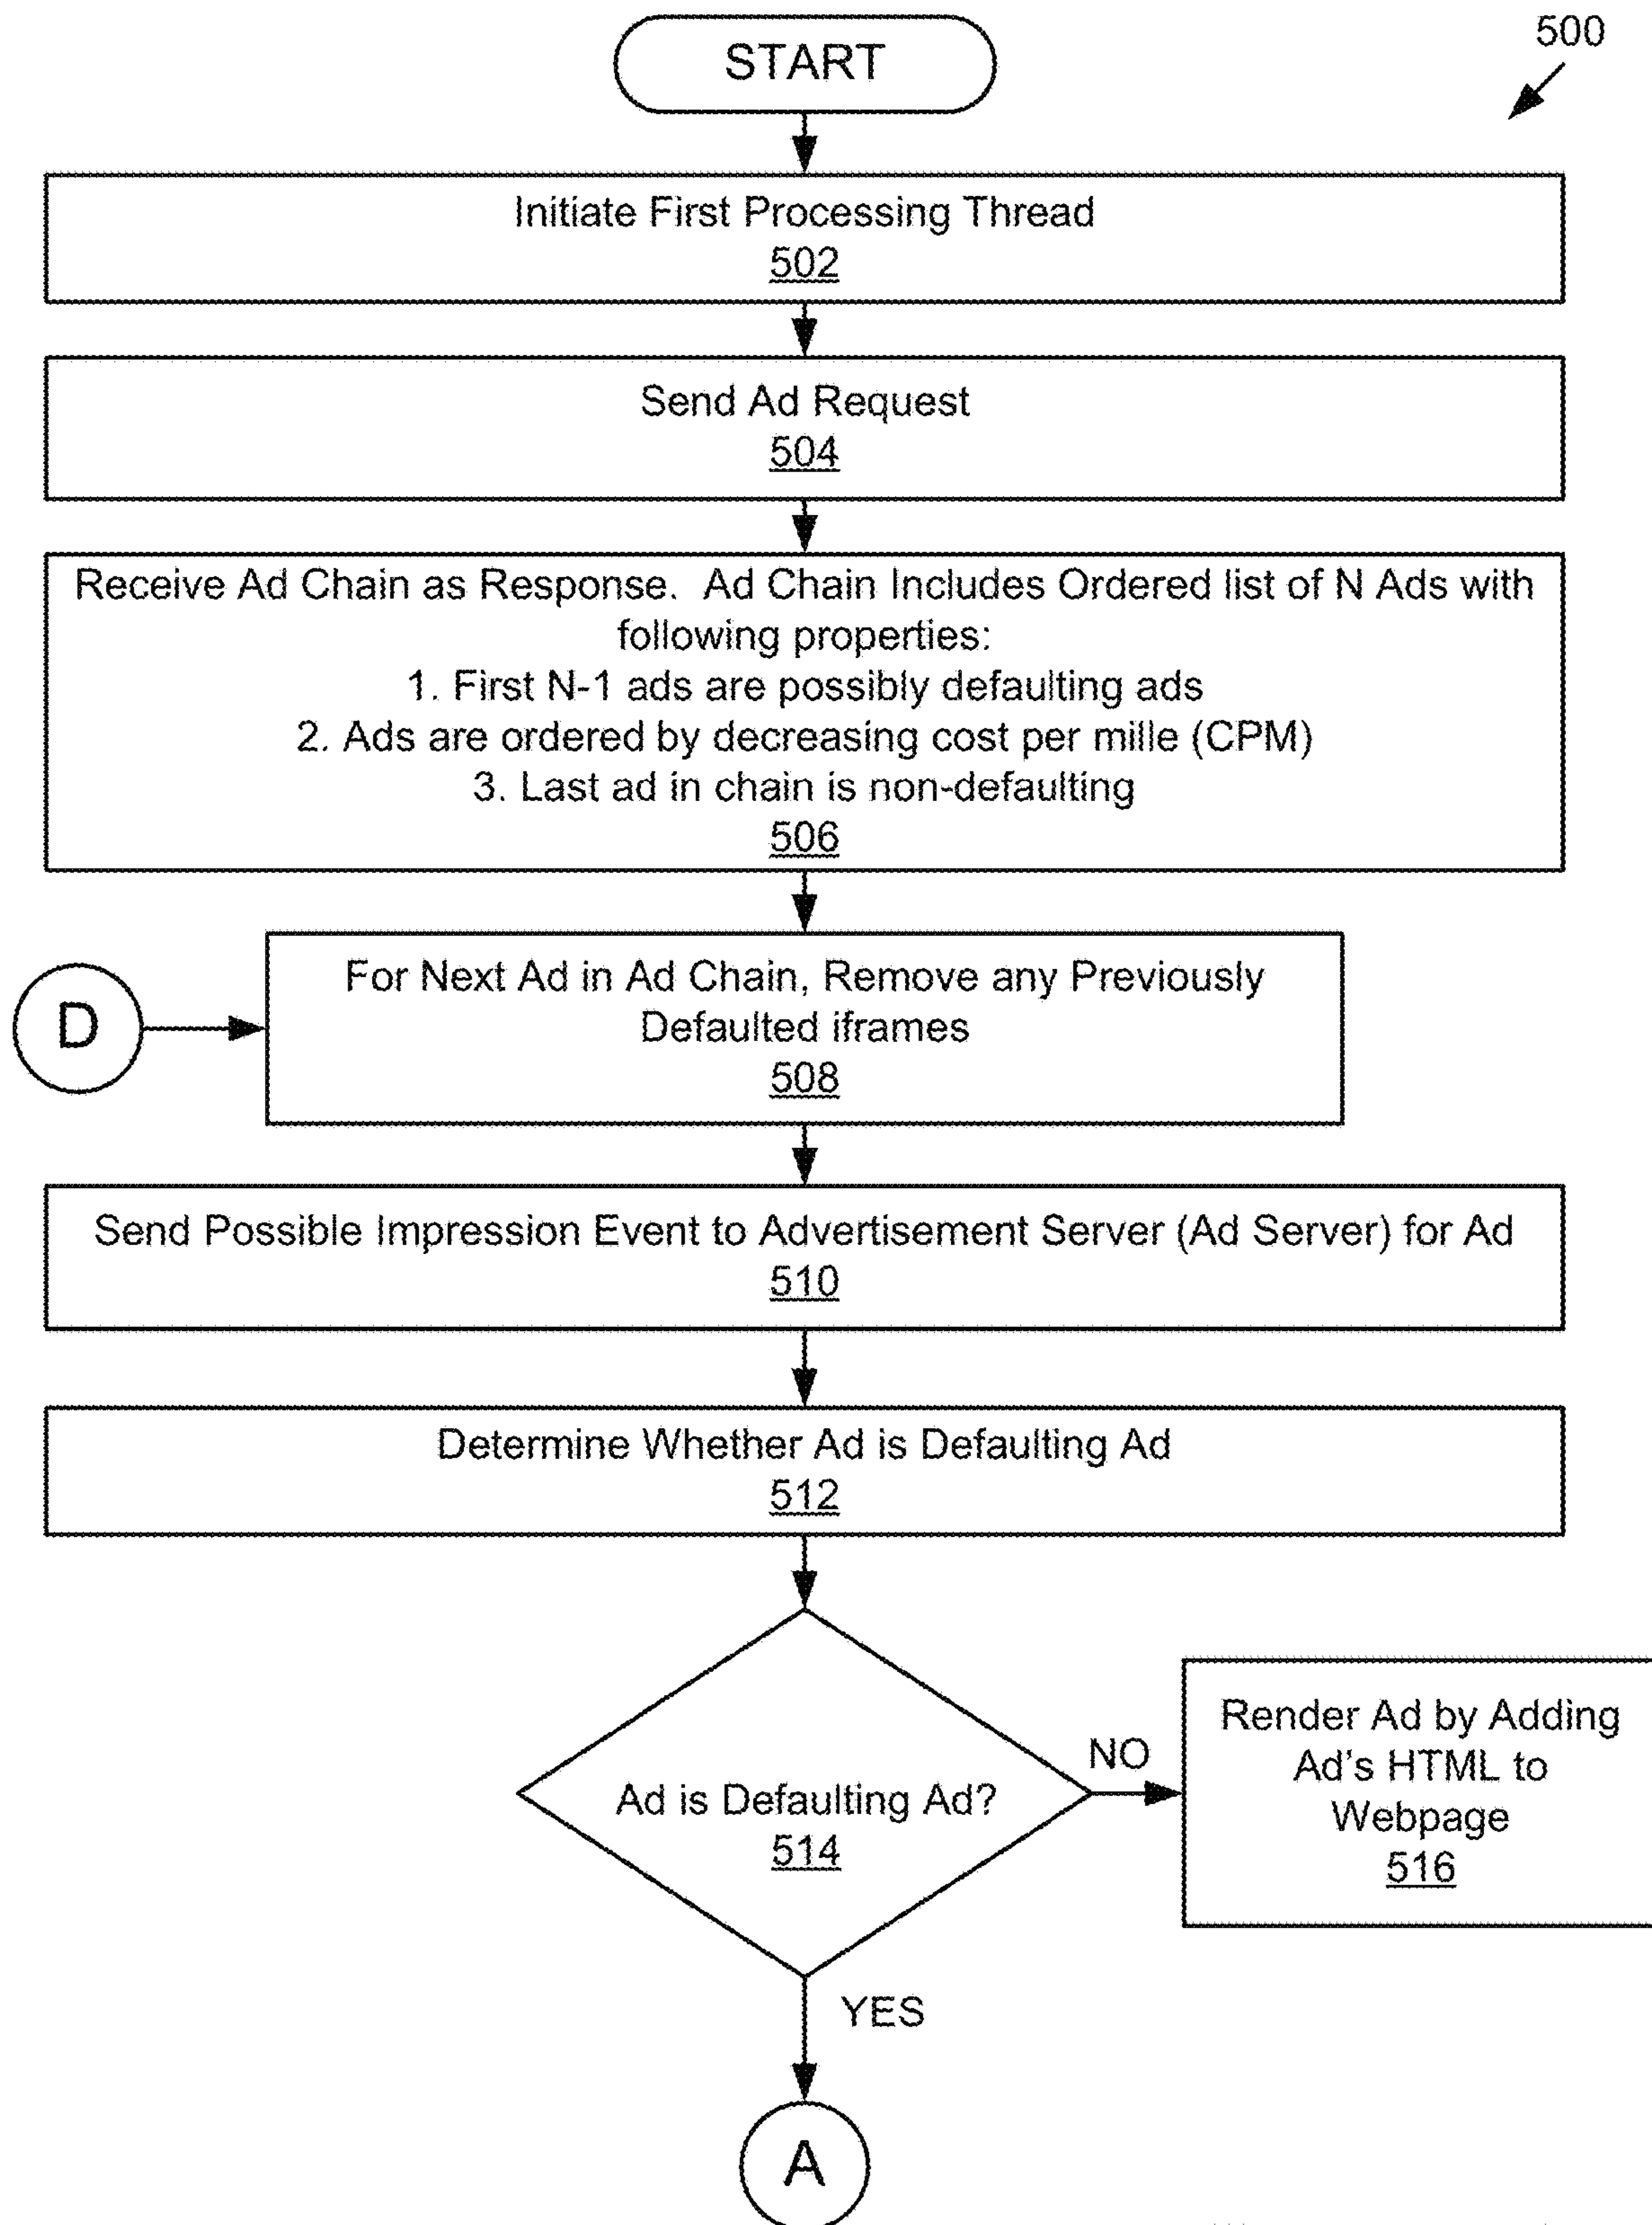 START
500
Initiate First Processing Thread
502
Send Ad Request
504
Receive Ad Chain as Response.  Ad Chain Includes Ordered list of N Ads with
following properties:
1. First N-1 ads are possibly defaulting ads
2. Ads are ordered by decreasing cost per mille (CPM)
3. Last ad in chain is non-defaulting
506
D
For Next Ad in Ad Chain, Remove any Previously
Defaulted iframes
508
Send Possible Impression Event to Advertisement Server (Ad Server) for Ad
510
Determine Whether Ad is Defaulting Ad
512
Ad is Defaulting Ad?
514
NO
Render Ad by Adding
Ad's HTML to
Webpage
516
YES
A